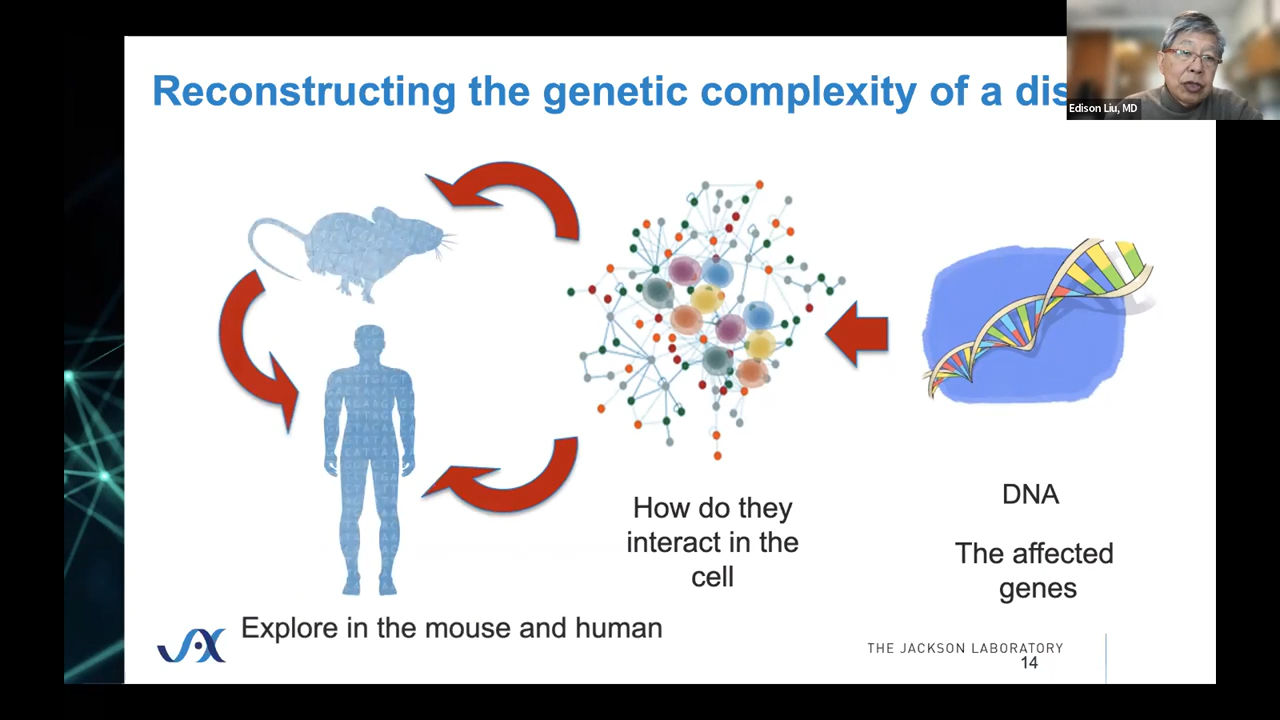 Reconstructing the genetic complexity of a dis
Edison Liu, MD
How do they
interact in the
cell
DNA
The affected
genes
Explore in the mouse and human
JAX
THE JACKSON LABORATORY
14